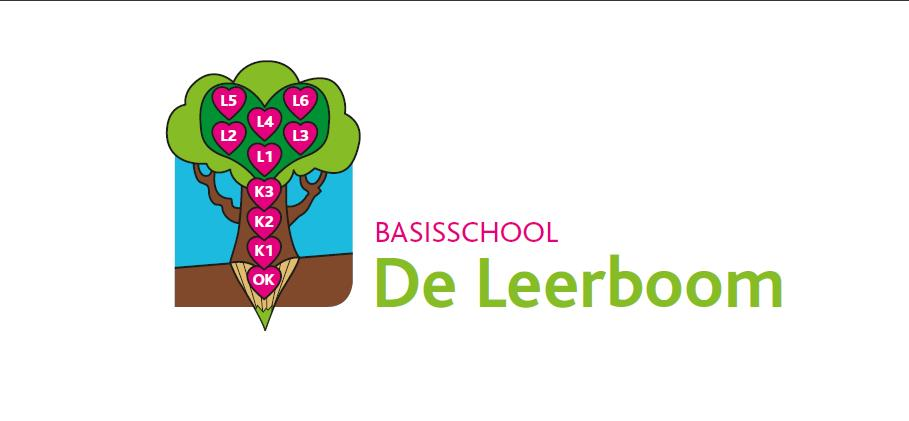 L5 L6
L4
L2 L3
L1
K3
K2
K1
OK
BASISSCHOOL
De Leerboom